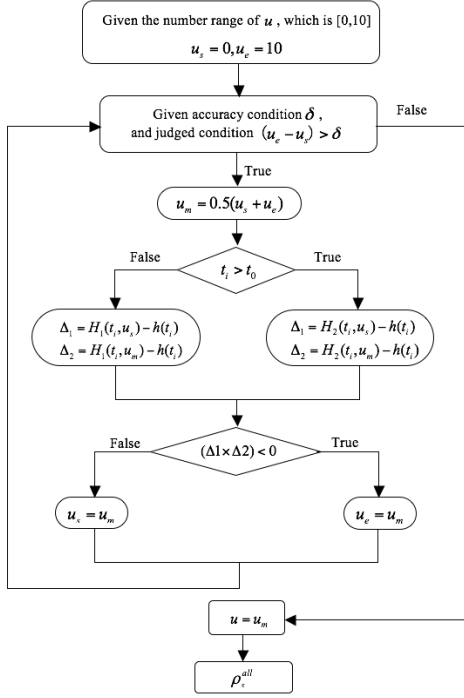 Given the number range of u , which is [0,10]
u_s = 0,u_e = 10
Given accuracy condition δ ,
and judged condition (u_e − u_s) > δ
False
True
u_m = 0.5(u_s + u_e)
False
t_i > t_0
True
Δ_1 = H_1(t_i,u_s) − h(t_i)
Δ_2 = H_1(t_i,u_m) − h(t_i)
Δ_1 = H_2(t_i,u_s) − h(t_i)
Δ_2 = H_2(t_i,u_m) − h(t_i)
False
(Δ1×Δ2) < 0
True
u_s = u_m
u_e = u_m
u = u_m
ρ_s^all